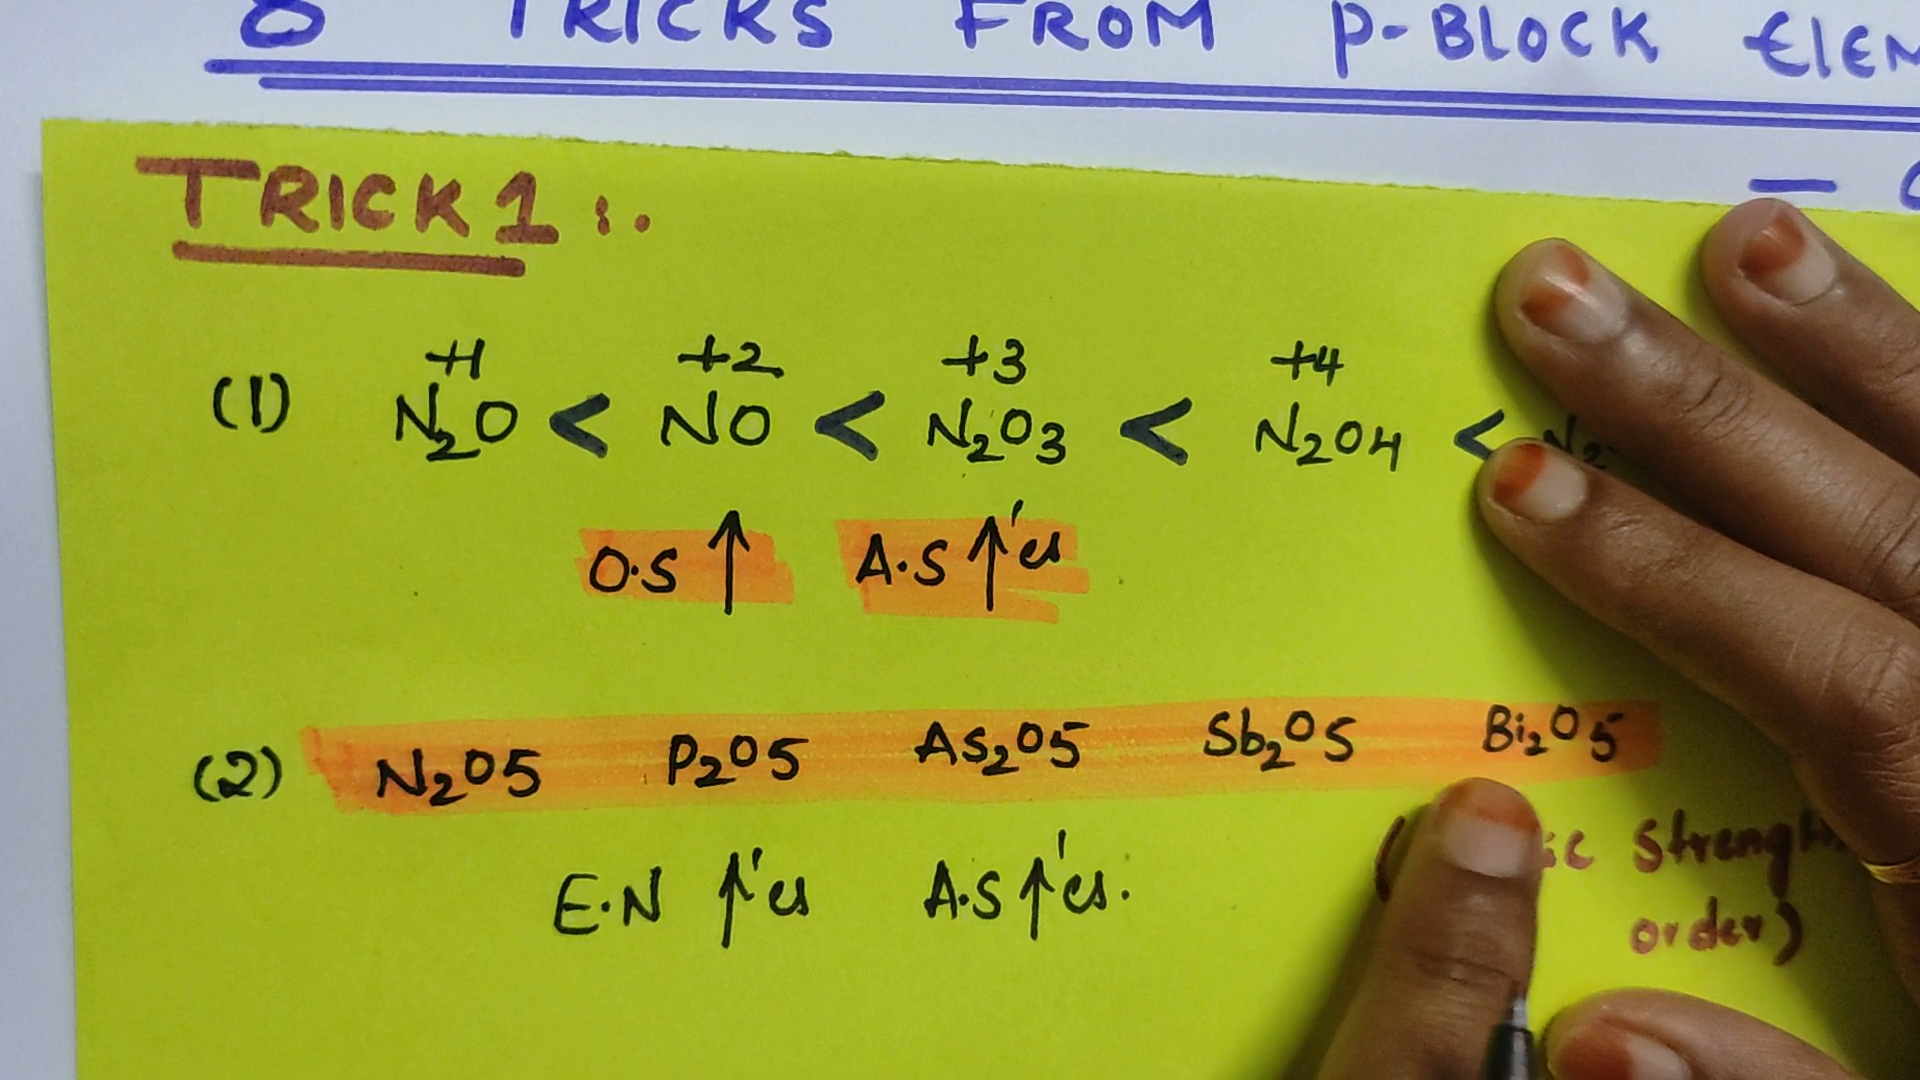 8 TRICKS FROM P-BLOCK
TRICK 1 :.
+1 +2 +3 +4
(1) N₂O < NO < N₂O₃ < N₂O₄ <
O.S ↑ A.S ↑'es
(2) N₂O₅ P₂O₅ As₂O₅ Sb₂O₅ Bi₂O₅
E.N ↑'es A.S ↑'es.
Strength
order)